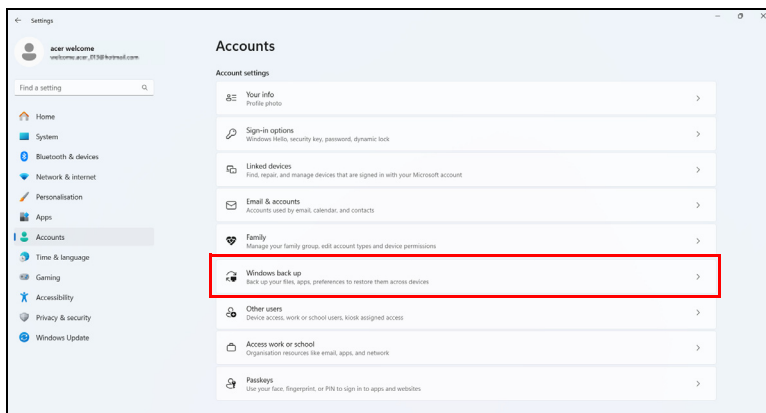 Settings
acer welcome
welcome.acer_013@hotmail.com
Find a setting
Home
System
Bluetooth & devices
Network & internet
Personalisation
Apps
Accounts
Time & language
Gaming
Accessibility
Privacy & security
Windows Update
Accounts
Account settings
Your info
Profile photo
Sign-in options
Windows Hello, security key, password, dynamic lock
Linked devices
Find, repair, and manage devices that are signed in with your Microsoft account
Email & accounts
Accounts used by email, calendar, and contacts
Family
Manage your family group, edit account types and device permissions
Windows back up
Back up your files, apps, preferences to restore them across devices
Other users
Device access, work or school users, kiosk assigned access
Access work or school
Organisation resources like email, apps, and network
Passkeys
Use your face, fingerprint, or PIN to sign in to apps and websites